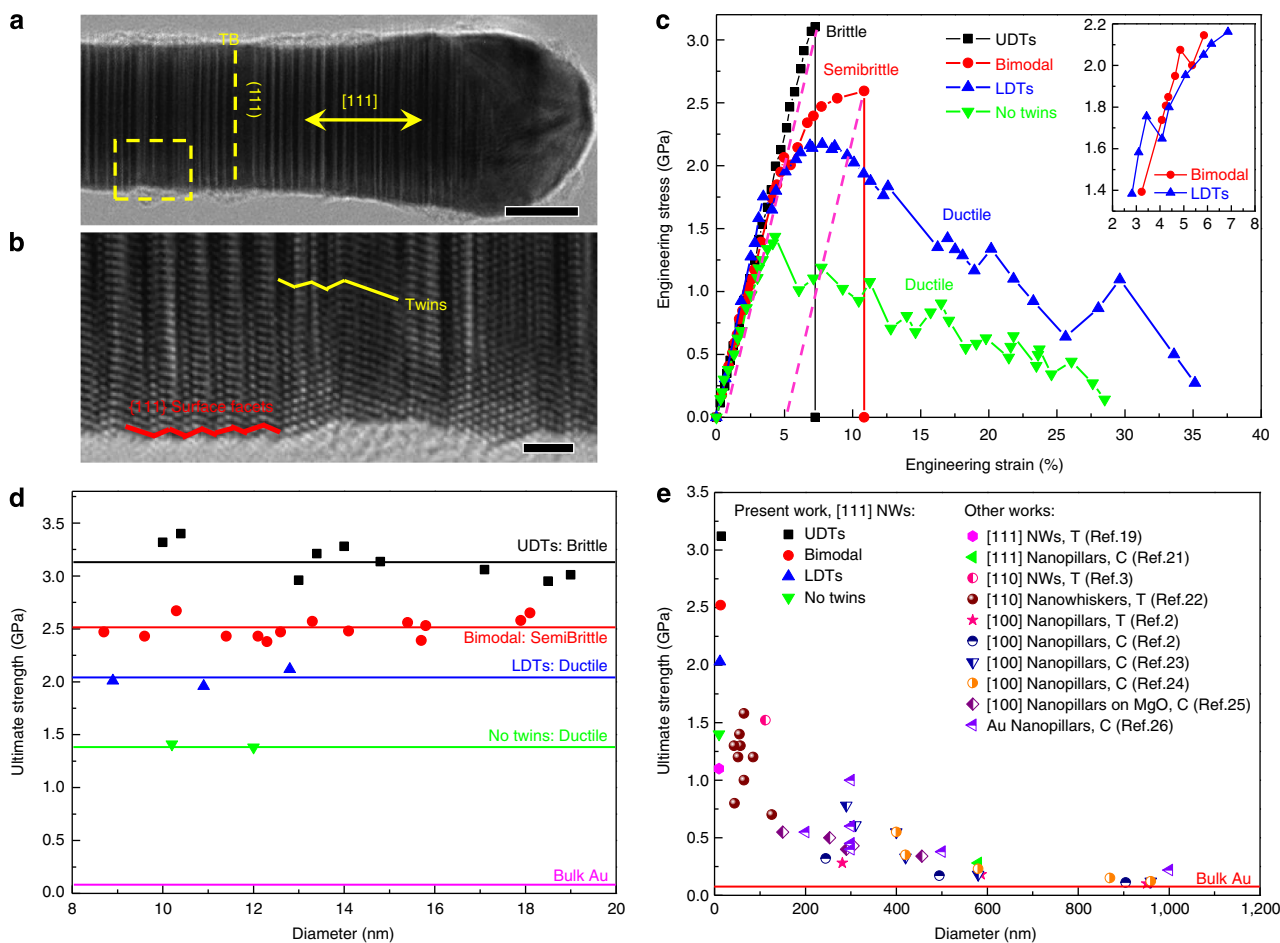 a
TB
(111)
[111]
b
Twins
{111} Surface facets
c
Engineering stress (GPa)
3.0
2.5
2.0
1.5
1.0
0.5
0.0
0 5 10 15 20 25 30 35 40
Engineering strain (%)
Brittle
Semibrittle
Ductile
Ductile
UDTs
Bimodal
LDTs
No twins
2.2
2.0
1.8
1.6
1.4
2 3 4 5 6 7 8
Bimodal
LDTs
d
Ultimate strength (GPa)
3.5
3.0
2.5
2.0
1.5
1.0
0.5
0.0
8 10 12 14 16 18 20
Diameter (nm)
UDTs: Brittle
Bimodal: SemiBrittle
LDTs: Ductile
No twins: Ductile
Bulk Au
e
Ultimate strength (GPa)
3.5
3.0
2.5
2.0
1.5
1.0
0.5
0.0
0 200 400 600 800 1,000 1,200
Diameter (nm)
Present work, [111] NWs:
UDTs
Bimodal
LDTs
No twins
Other works:
[111] NWs, T (Ref.19)
[111] Nanopillars, C (Ref.21)
[110] NWs, T (Ref.3)
[110] Nanowhiskers, T (Ref.22)
[100] Nanopillars, T (Ref.2)
[100] Nanopillars, C (Ref.2)
[100] Nanopillars, C (Ref.23)
[100] Nanopillars, C (Ref.24)
[100] Nanopillars on MgO, C (Ref.25)
Au Nanopillars, C (Ref.26)
Bulk Au